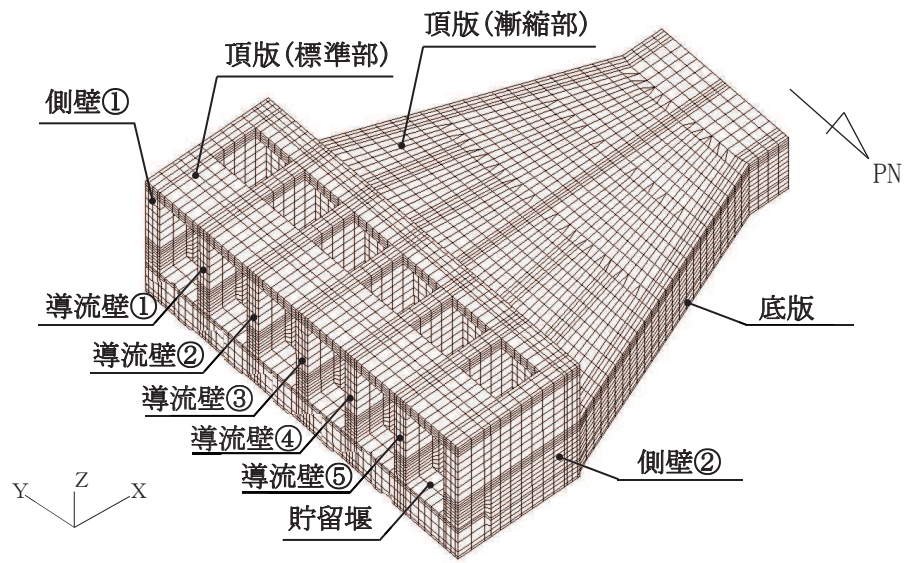 頂版(漸縮部)
頂版(標準部)
側壁①
PN
導流壁①
底版
導流壁②
導流壁③
導流壁④
側壁②
導流壁⑤
貯留堰
Y
Z
X